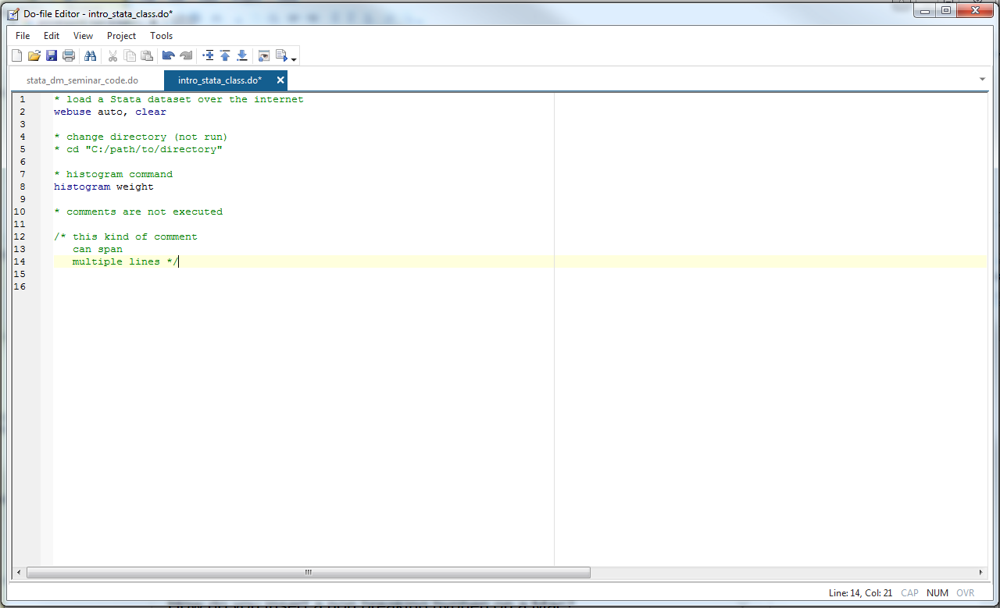 Do-file Editor - intro_stata_class.do*
File Edit View Project Tools
stata_dm_seminar_code.do intro_stata_class.do*
1 * load a Stata dataset over the internet
2 webuse auto, clear
3
4 * change directory (not run)
5 * cd "C:/path/to/directory"
6
7 * histogram command
8 histogram weight
9
10 * comments are not executed
11
12 /* this kind of comment
13 can span
14 multiple lines */
15
16
Line: 14, Col: 21 CAP NUM OVR